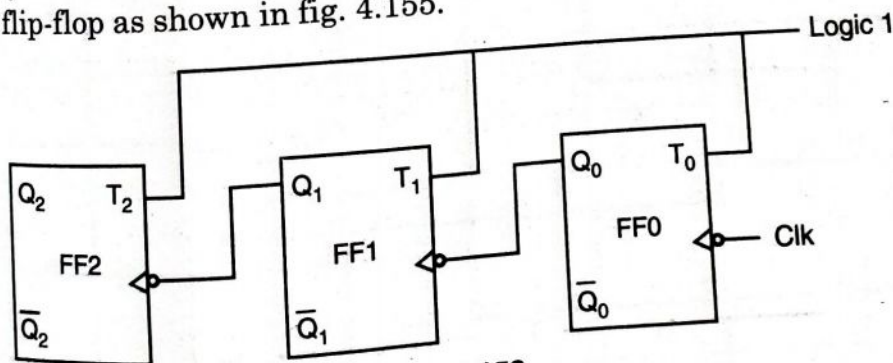 flip-flop as shown in fig. 4.155.
Logic 1
Q₂ T₂
Q₁ T₁
Q₀ T₀
FF2
FF1
FF0
Clk
Q̅₂
Q̅₁
Q̅₀